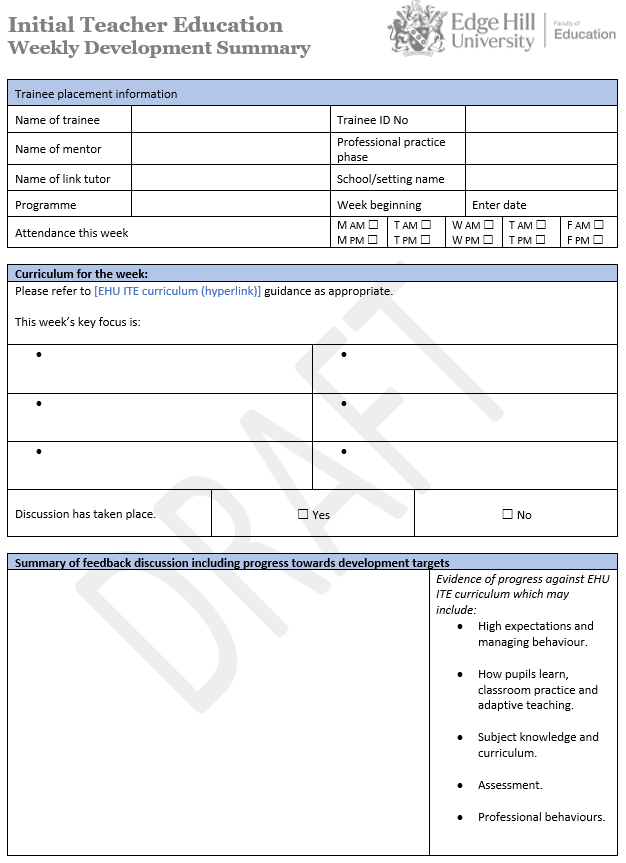 Initial Teacher Education
Weekly Development Summary
Edge Hill
University
Faculty of
Education
Trainee placement information
Name of trainee
Trainee ID No
Name of mentor
Professional practice
phase
Name of link tutor
School/setting name
Programme
Week beginning
Enter date
Attendance this week
M AM ☐ T AM ☐ W AM ☐ T AM ☐ F AM ☐
M PM ☐ T PM ☐ W PM ☐ T PM ☐ F PM ☐
Curriculum for the week:
Please refer to [EHU ITE curriculum (hyperlink)] guidance as appropriate.
This week's key focus is:
Discussion has taken place.
☐ Yes
☐ No
DRAFT
Summary of feedback discussion including progress towards development targets
Evidence of progress against EHU
ITE curriculum which may
include:
• High expectations and
managing behaviour.
• How pupils learn,
classroom practice and
adaptive teaching.
• Subject knowledge and
curriculum.
• Assessment.
• Professional behaviours.